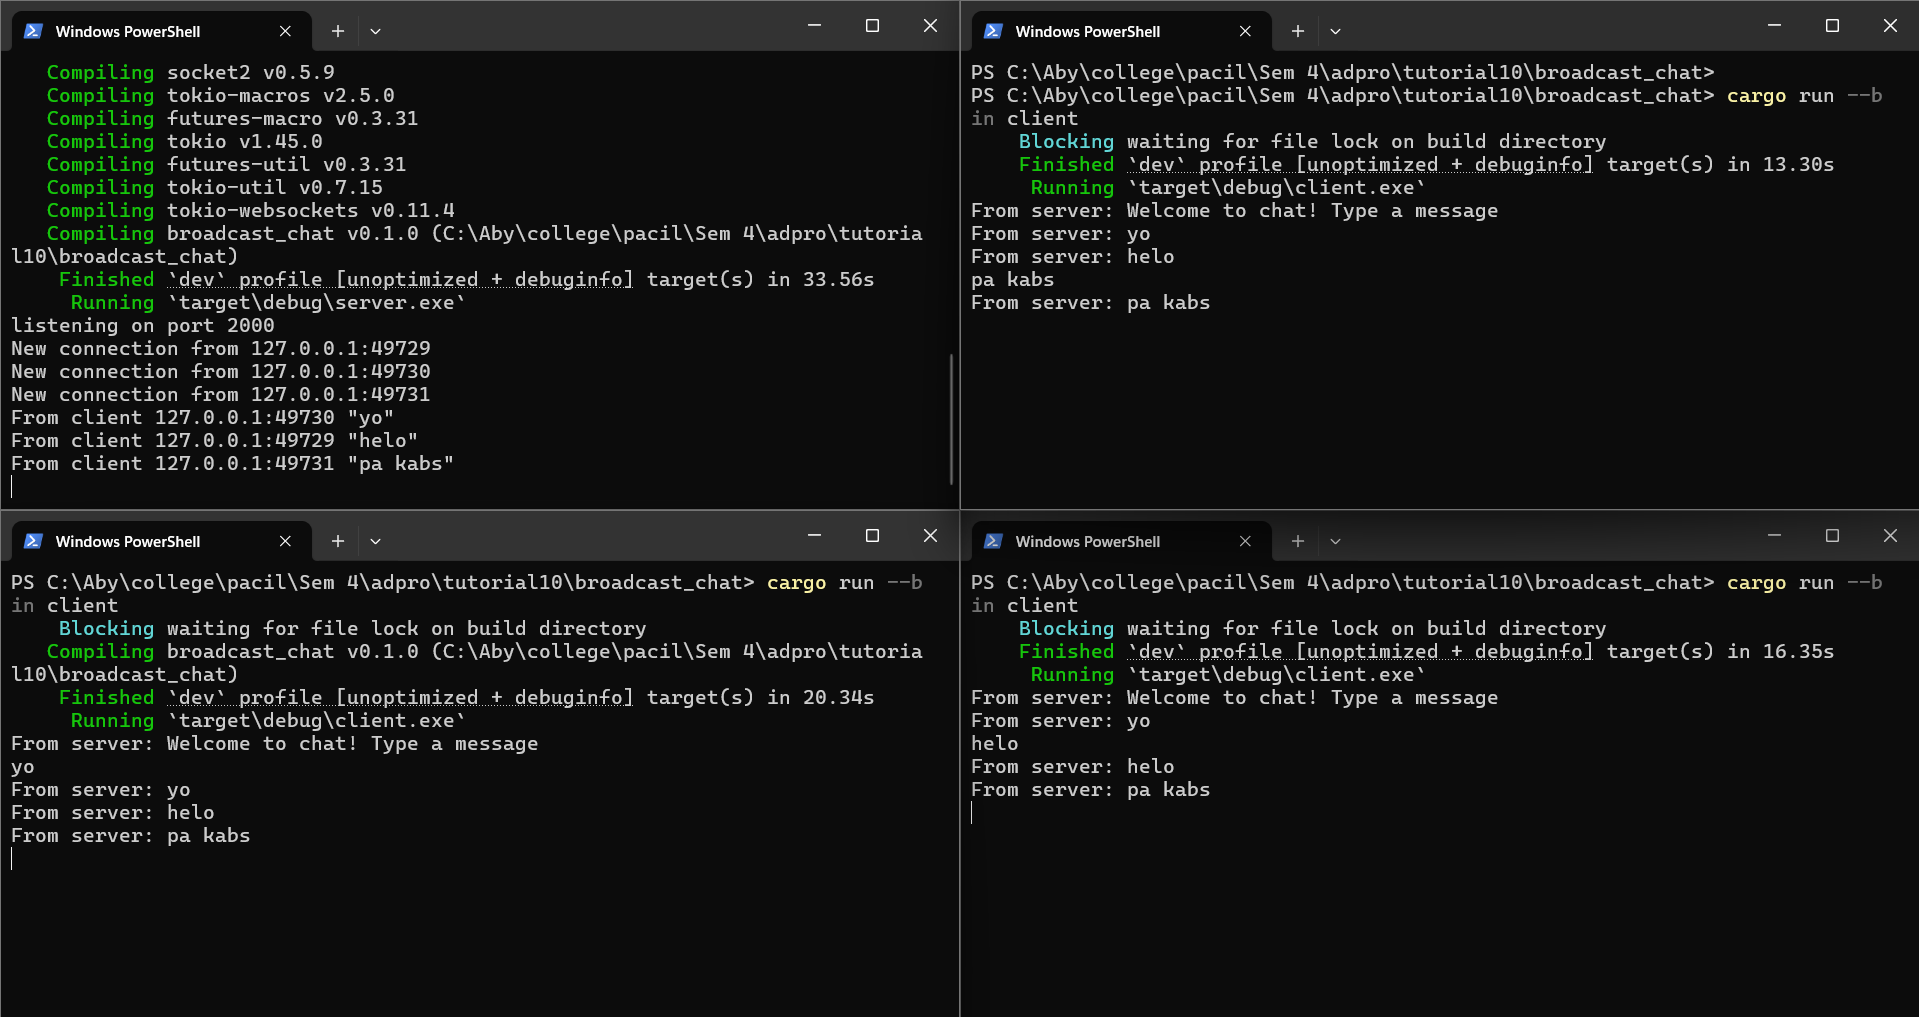 Windows PowerShell
Compiling socket2 v0.5.9
Compiling tokio-macros v2.5.0
Compiling futures-macro v0.3.31
Compiling tokio v1.45.0
Compiling futures-util v0.3.31
Compiling tokio-util v0.7.15
Compiling tokio-websockets v0.11.4
Compiling broadcast_chat v0.1.0 (C:\Aby\college\pacil\Sem 4\adpro\tutoria
l10\broadcast_chat)
Finished `dev` profile [unoptimized + debuginfo] target(s) in 33.56s
Running `target\debug\server.exe`
listening on port 2000
New connection from 127.0.0.1:49729
New connection from 127.0.0.1:49730
New connection from 127.0.0.1:49731
From client 127.0.0.1:49730 "yo"
From client 127.0.0.1:49729 "helo"
From client 127.0.0.1:49731 "pa kabs"
Windows PowerShell
PS C:\Aby\college\pacil\Sem 4\adpro\tutorial10\broadcast_chat>
PS C:\Aby\college\pacil\Sem 4\adpro\tutorial10\broadcast_chat> cargo run --b
in client
Blocking waiting for file lock on build directory
Finished `dev` profile [unoptimized + debuginfo] target(s) in 13.30s
Running `target\debug\client.exe`
From server: Welcome to chat! Type a message
From server: yo
From server: helo
pa kabs
From server: pa kabs
Windows PowerShell
PS C:\Aby\college\pacil\Sem 4\adpro\tutorial10\broadcast_chat> cargo run --b
in client
Blocking waiting for file lock on build directory
Compiling broadcast_chat v0.1.0 (C:\Aby\college\pacil\Sem 4\adpro\tutoria
l10\broadcast_chat)
Finished `dev` profile [unoptimized + debuginfo] target(s) in 20.34s
Running `target\debug\client.exe`
From server: Welcome to chat! Type a message
yo
From server: yo
From server: helo
From server: pa kabs
Windows PowerShell
PS C:\Aby\college\pacil\Sem 4\adpro\tutorial10\broadcast_chat> cargo run --b
in client
Blocking waiting for file lock on build directory
Finished `dev` profile [unoptimized + debuginfo] target(s) in 16.35s
Running `target\debug\client.exe`
From server: Welcome to chat! Type a message
From server: yo
helo
From server: helo
From server: pa kabs